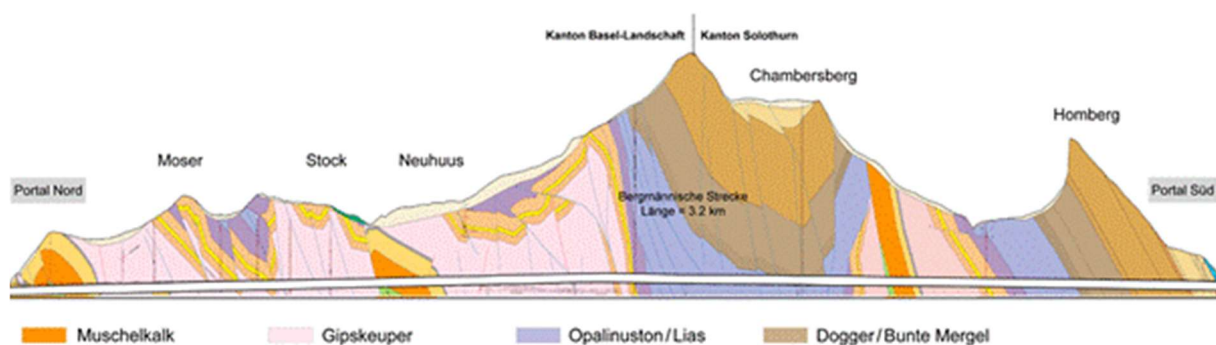 Kanton Basel-Landschaft Kanton Solothurn
Chambersberg
Homberg
Moser Stock Neuhuus
Portal Nord
Portal Süd
Bergmännische Strecke
Länge = 3.2 km
Muschelkalk Gipskeuper Opalinuston/Lias Dogger/Bunte Mergel